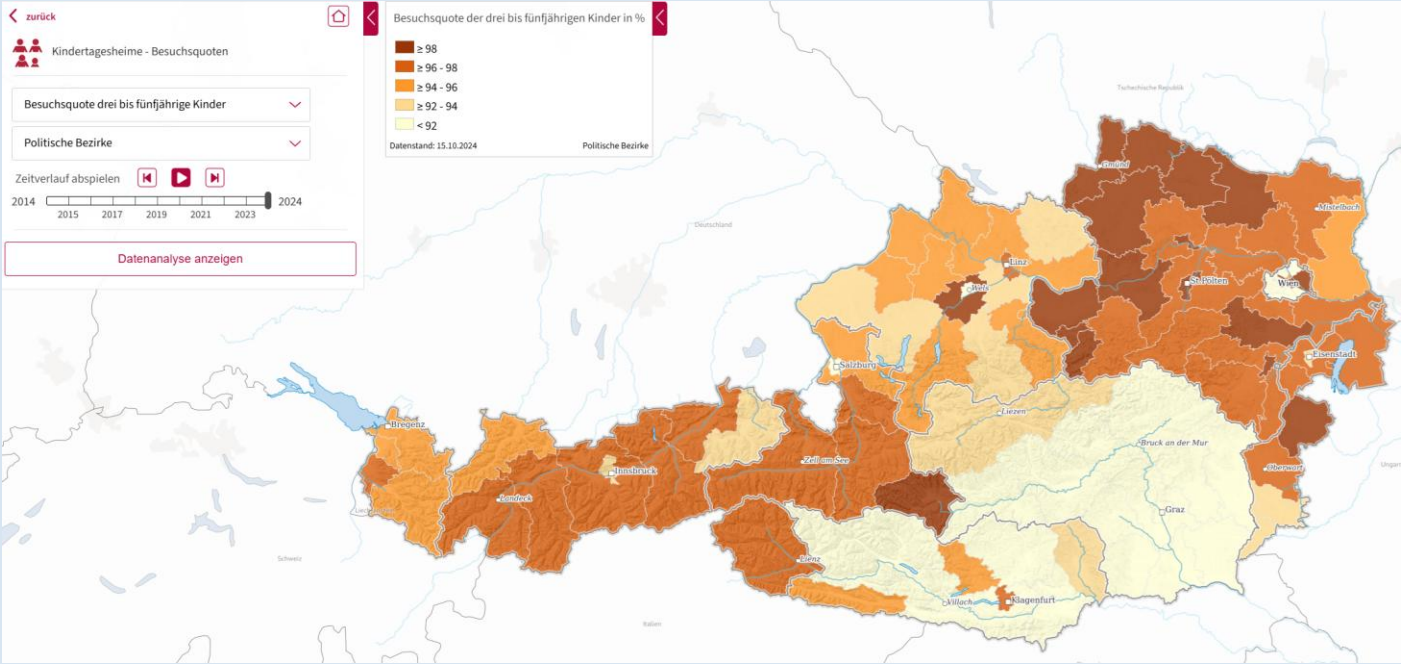 zurück
Kindertagesheime - Besuchsquoten
Besuchsquote drei bis fünfjährige Kinder
Politische Bezirke
Zeitverlauf abspielen
2014
2024
2015 2017 2019 2021 2023
Datenanalyse anzeigen
Besuchsquote der drei bis fünfjährigen Kinder in %
≥ 98
≥ 96 - 98
≥ 94 - 96
≥ 92 - 94
< 92
Datenstand: 15.10.2024 Politische Bezirke
Tschechische Republik
Gmünd
Mistelbach
Deutschland
Linz
Wels
St.Pölten
Wien
Salzburg
Eisenstadt
Liezen
Bregenz
Bruck an der Mur
Zell am See
Oberwart
Ungarn
Innsbruck
Landeck
Graz
Schweiz
Lienz
Villach
Klagenfurt
Italien